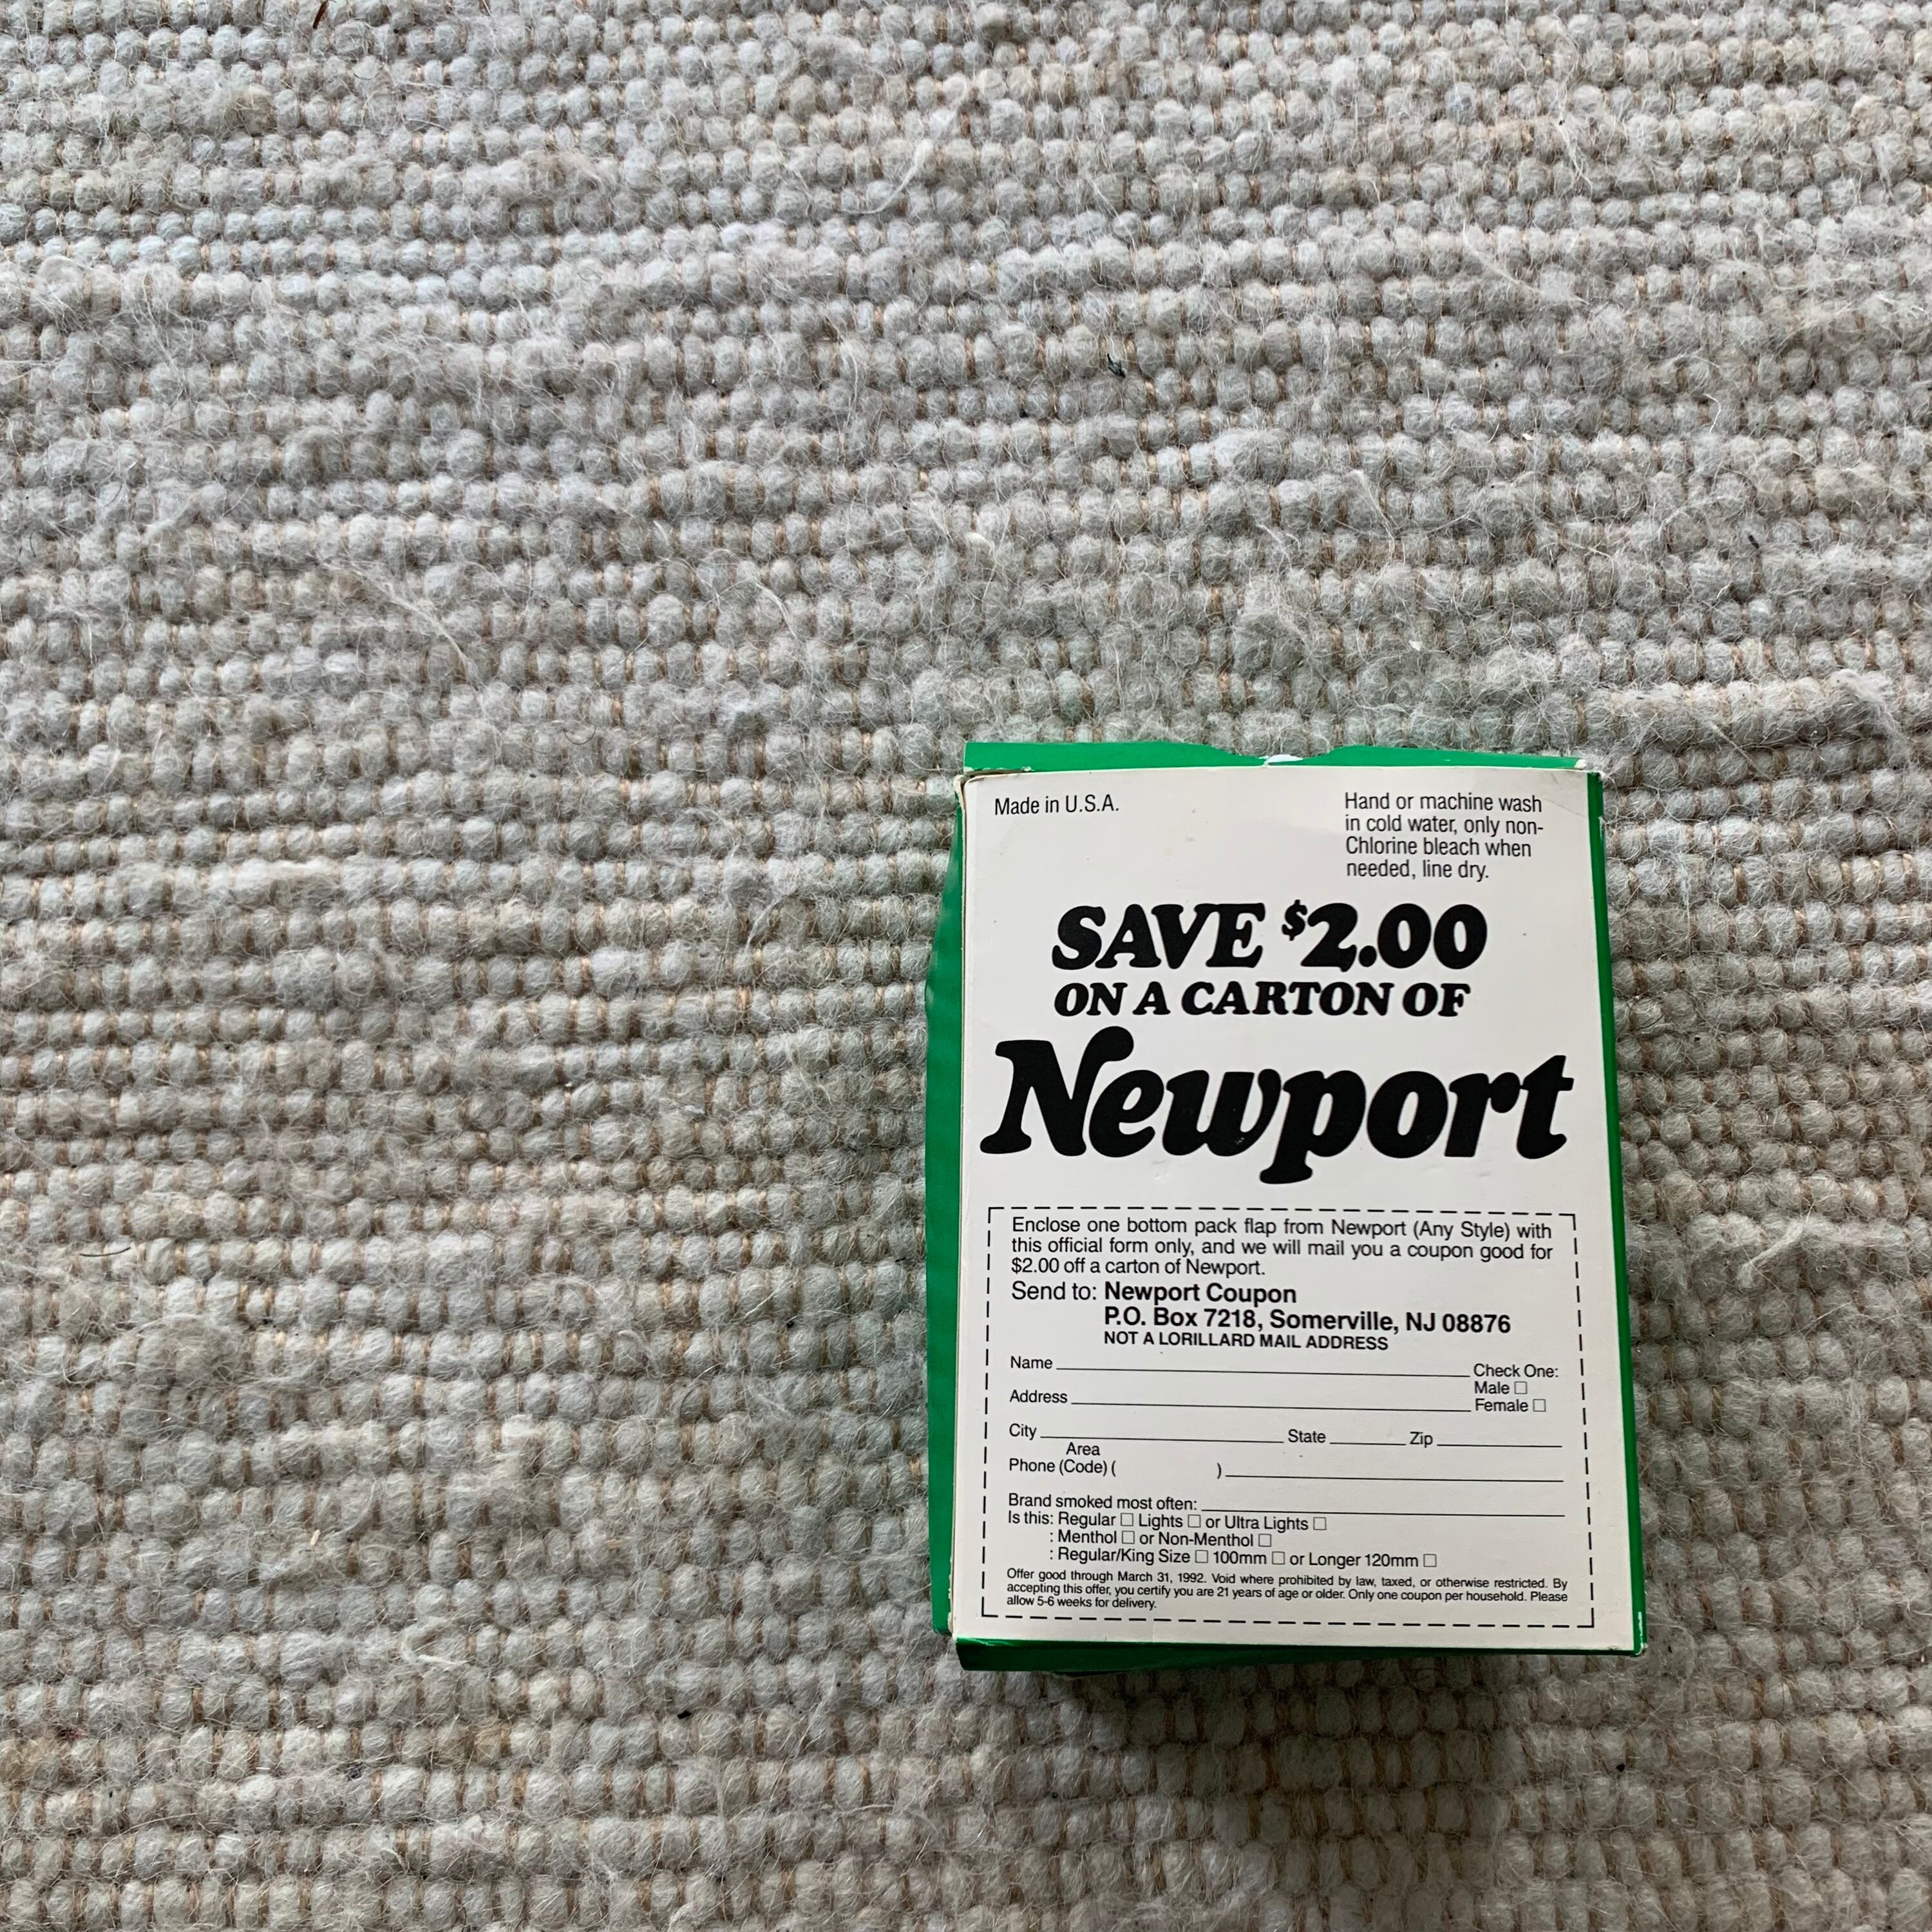 Made in U.S.A.
Hand or machine wash
in cold water, only non-
Chlorine bleach when
needed, line dry.
SAVE $2.00
ON A CARTON OF
Newport
Enclose one bottom pack flap from Newport (Any Style) with
this official form only, and we will mail you a coupon good for
$2.00 off a carton of Newport.
Send to: Newport Coupon
P.O. Box 7218, Somerville, NJ 08876
NOT A LORILLARD MAIL ADDRESS
Name
Check One:
Male ☐
Address
Female ☐
City State Zip
Area
Phone (Code) ( )
Brand smoked most often:
Is this: Regular ☐ Lights ☐ or Ultra Lights ☐
: Menthol ☐ or Non-Menthol ☐
: Regular/King Size ☐ 100mm ☐ or Longer 120mm ☐
Offer good through March 31, 1992. Void where prohibited by law, taxed, or otherwise restricted. By
accepting this offer, you certify you are 21 years of age or older. Only one coupon per household. Please
allow 5-6 weeks for delivery.